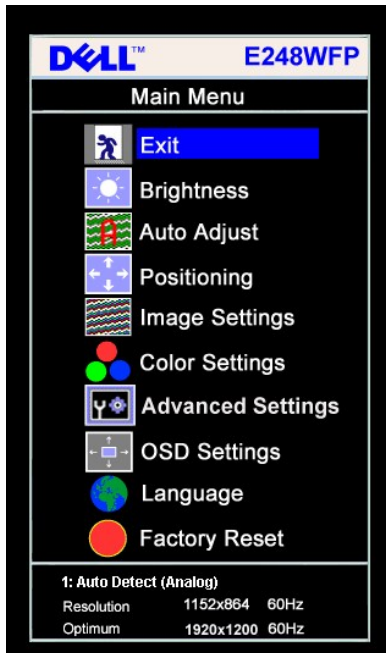 DELL™ E248WFP
Main Menu
Exit
Brightness
Auto Adjust
Positioning
Image Settings
Color Settings
Advanced Settings
OSD Settings
Language
Factory Reset
1: Auto Detect (Analog)
Resolution 1152x864 60Hz
Optimum 1920x1200 60Hz